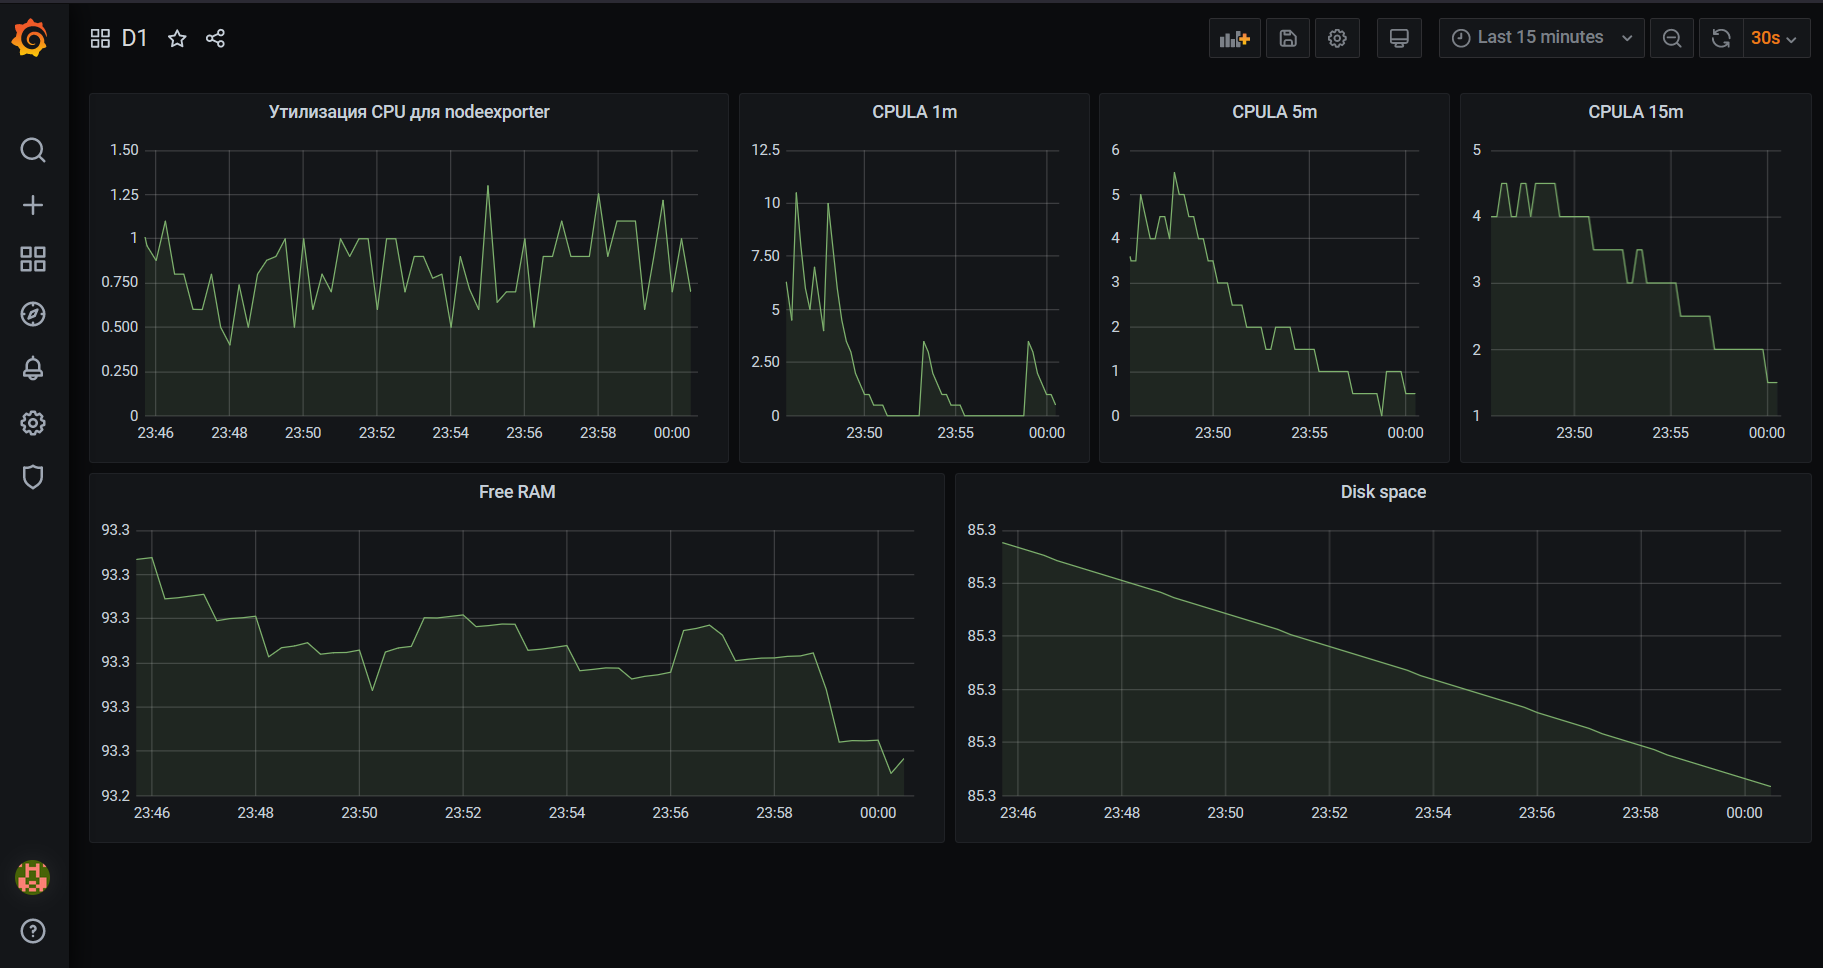 D1
Last 15 minutes
30s
Утилизация CPU для nodeexporter
1.50
1.25
1
0.750
0.500
0.250
0
23:46 23:48 23:50 23:52 23:54 23:56 23:58 00:00
CPULA 1m
12.5
10
7.50
5
2.50
0
23:50 23:55 00:00
CPULA 5m
6
5
4
3
2
1
0
23:50 23:55 00:00
CPULA 15m
5
4
3
2
1
23:50 23:55 00:00
Free RAM
93.3
93.3
93.3
93.3
93.3
93.3
93.2
23:46 23:48 23:50 23:52 23:54 23:56 23:58 00:00
Disk space
85.3
85.3
85.3
85.3
85.3
85.3
23:46 23:48 23:50 23:52 23:54 23:56 23:58 00:00